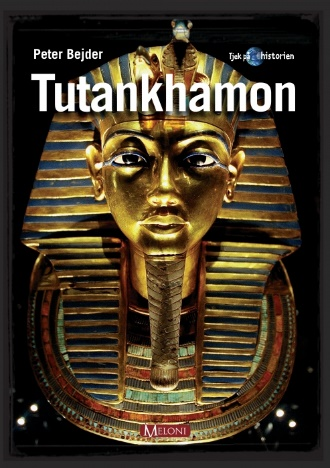 Peter Bejder
Tjek på historien
Tutankhamon
MELONI